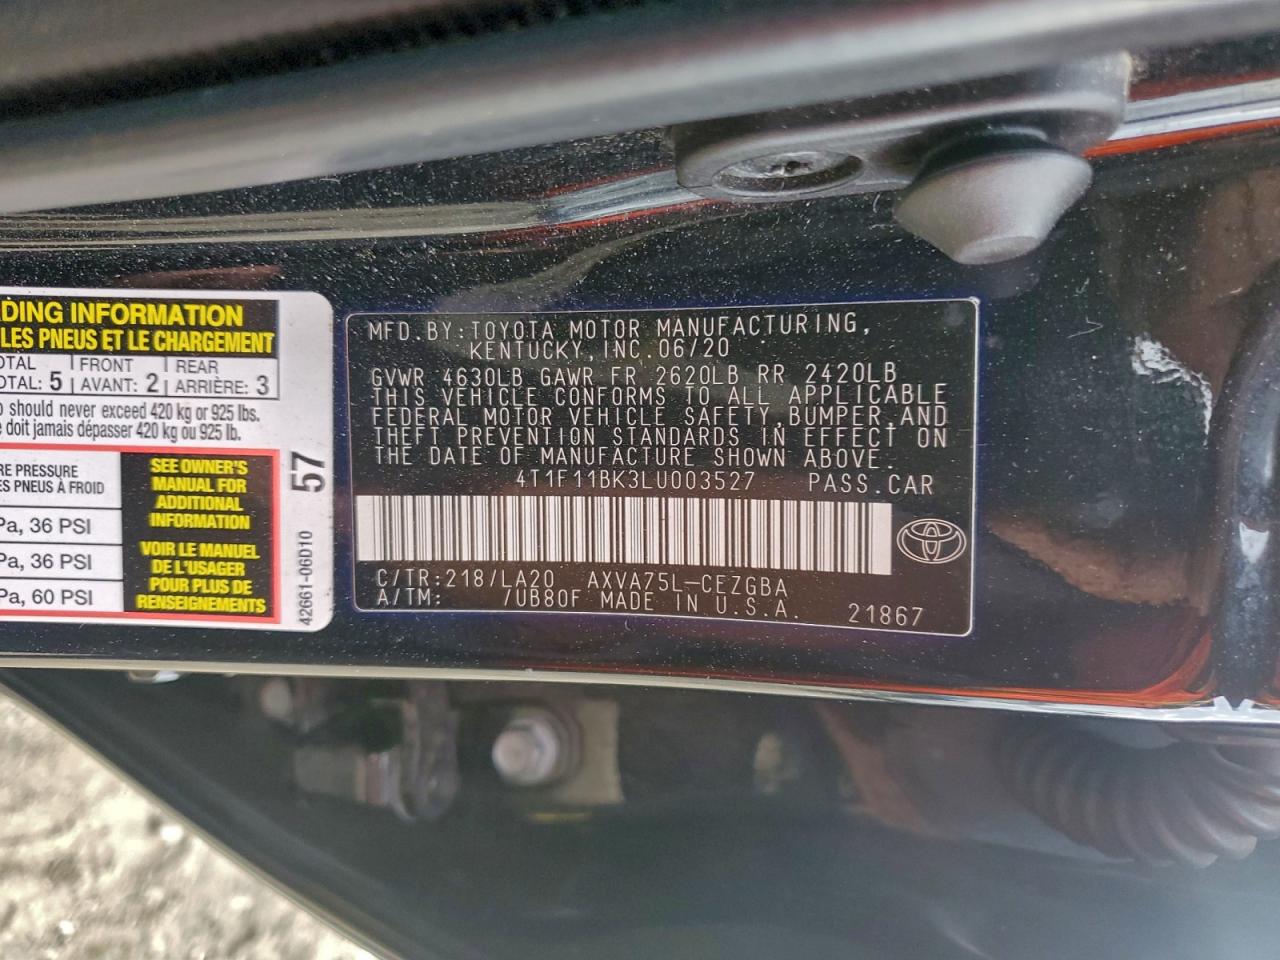 DING INFORMATION
LES PNEUS ET LE CHARGEMENT
OTAL FRONT REAR
OTAL: 5 AVANT: 2 ARRIÈRE: 3
should never exceed 420 kg or 925 lbs.
doit jamais dépasser 420 kg ou 925 lb.
RE PRESSURE
ES PNEUS À FROID
Pa, 36 PSI
Pa, 36 PSI
Pa, 60 PSI
SEE OWNER'S
MANUAL FOR
ADDITIONAL
INFORMATION
VOIR LE MANUEL
DE L'USAGER
POUR PLUS DE
RENSEIGNEMENTS
57
42661-06D10
MFD. BY: TOYOTA MOTOR MANUFACTURING,
KENTUCKY, INC. 06/20
GVWR 4630LB GAWR FR 2620LB RR 2420LB
THIS VEHICLE CONFORMS TO ALL APPLICABLE
FEDERAL MOTOR VEHICLE SAFETY, BUMPER, AND
THEFT PREVENTION STANDARDS IN EFFECT ON
THE DATE OF MANUFACTURE SHOWN ABOVE.
4T1F11BK3LU003527 PASS. CAR
C/TR: 218/LA20 AXVA75L-CEZGBA
A/TM: /UB80F MADE IN U.S.A. 21867